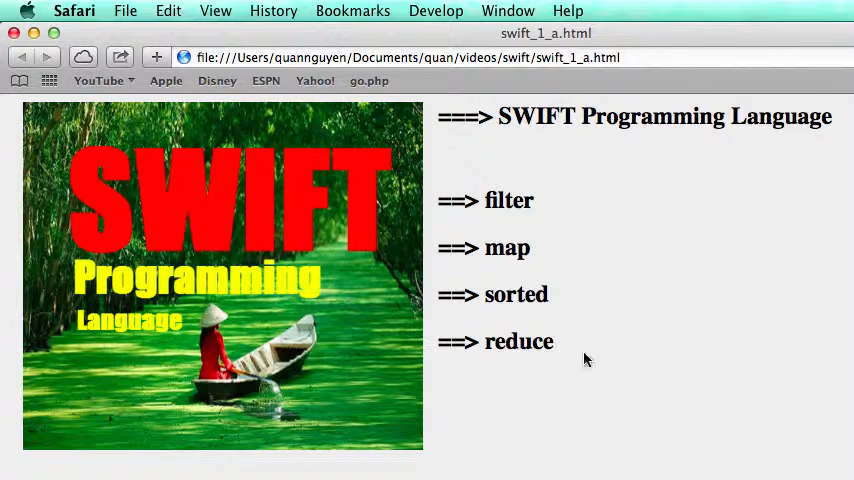 Safari File Edit View History Bookmarks Develop Window Help
swift_1_a.html
file:///Users/quannguyen/Documents/quan/videos/swift/swift_1_a.html
YouTube Apple Disney ESPN Yahoo! go.php
===> SWIFT Programming Language
SWIFT
Programming
Language
==> filter
==> map
==> sorted
==> reduce